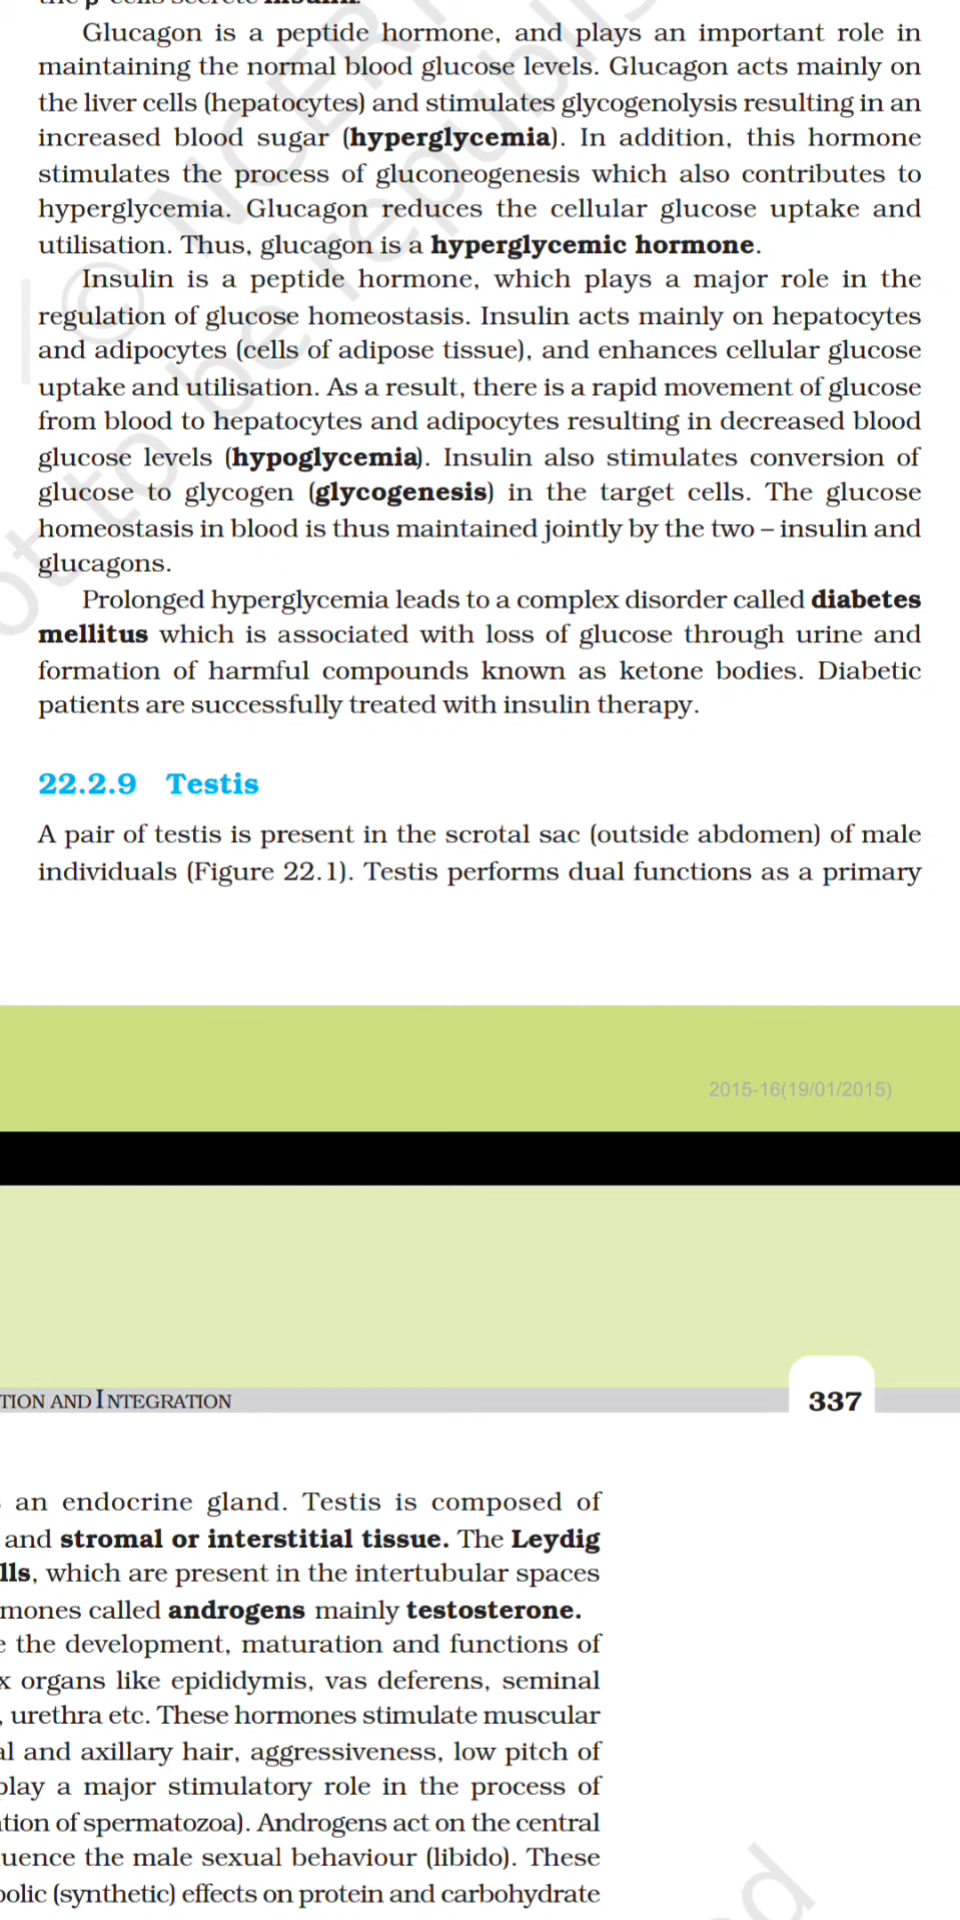 Glucagon is a peptide hormone, and plays an important role in
maintaining the normal blood glucose levels. Glucagon acts mainly on
the liver cells (hepatocytes) and stimulates glycogenolysis resulting in an
increased blood sugar (hyperglycemia). In addition, this hormone
stimulates the process of gluconeogenesis which also contributes to
hyperglycemia. Glucagon reduces the cellular glucose uptake and
utilisation. Thus, glucagon is a hyperglycemic hormone.
Insulin is a peptide hormone, which plays a major role in the
regulation of glucose homeostasis. Insulin acts mainly on hepatocytes
and adipocytes (cells of adipose tissue), and enhances cellular glucose
uptake and utilisation. As a result, there is a rapid movement of glucose
from blood to hepatocytes and adipocytes resulting in decreased blood
glucose levels (hypoglycemia). Insulin also stimulates conversion of
glucose to glycogen (glycogenesis) in the target cells. The glucose
homeostasis in blood is thus maintained jointly by the two – insulin and
glucagons.
Prolonged hyperglycemia leads to a complex disorder called diabetes
mellitus which is associated with loss of glucose through urine and
formation of harmful compounds known as ketone bodies. Diabetic
patients are successfully treated with insulin therapy.
22.2.9 Testis
A pair of testis is present in the scrotal sac (outside abdomen) of male
individuals (Figure 22.1). Testis performs dual functions as a primary
2015-16(19/01/2015)
TION AND INTEGRATION
337
an endocrine gland. Testis is composed of
and stromal or interstitial tissue. The Leydig
lls, which are present in the intertubular spaces
mones called androgens mainly testosterone.
e the development, maturation and functions of
x organs like epididymis, vas deferens, seminal
, urethra etc. These hormones stimulate muscular
al and axillary hair, aggressiveness, low pitch of
play a major stimulatory role in the process of
tion of spermatozoa). Androgens act on the central
uence the male sexual behaviour (libido). These
bolic (synthetic) effects on protein and carbohydrate